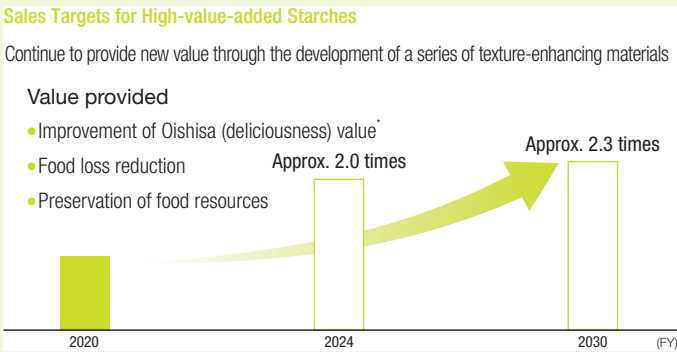 Sales Targets for High-value-added Starches
Continue to provide new value through the development of a series of texture-enhancing materials
Value provided
•Improvement of Oishisa (deliciousness) value*
•Food loss reduction
•Preservation of food resources
Approx. 2.0 times
Approx. 2.3 times
2020
2024
2030
(FY)